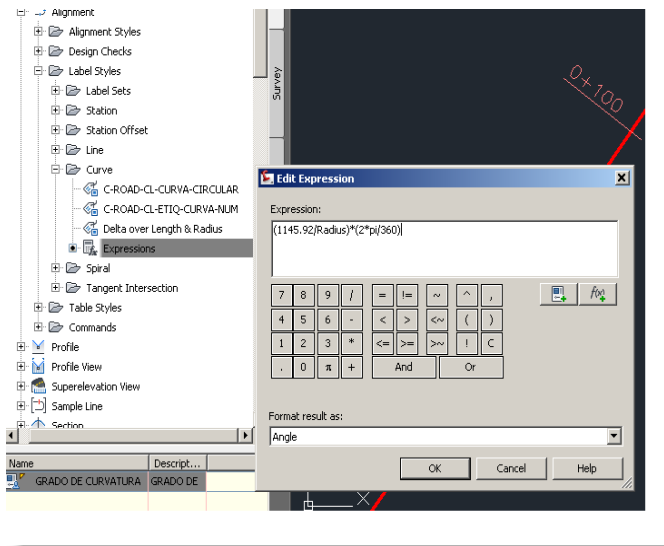 Alignment
Alignment Styles
Design Checks
Label Styles
Label Sets
Station
Station Offset
Line
Curve
C-ROAD-CL-CURVA-CIRCULAR
C-ROAD-CL-ETIQ-CURVA-NUM
Delta over Length & Radius
Expressions
Spiral
Tangent Intersection
Table Styles
Commands
Profile
Profile View
Superelevation View
Sample Line
Section
Name Descript...
GRADO DE CURVATURA GRADO DE
Survey
0+100
Edit Expression
Expression:
(1145.92/Radius)*(2*pi/360)
7 8 9 / = != ~ ^ ,
4 5 6 - < > <~ ( )
1 2 3 * <= >= >~ ! C
. 0 π + And Or
Format result as:
Angle
OK Cancel Help
X